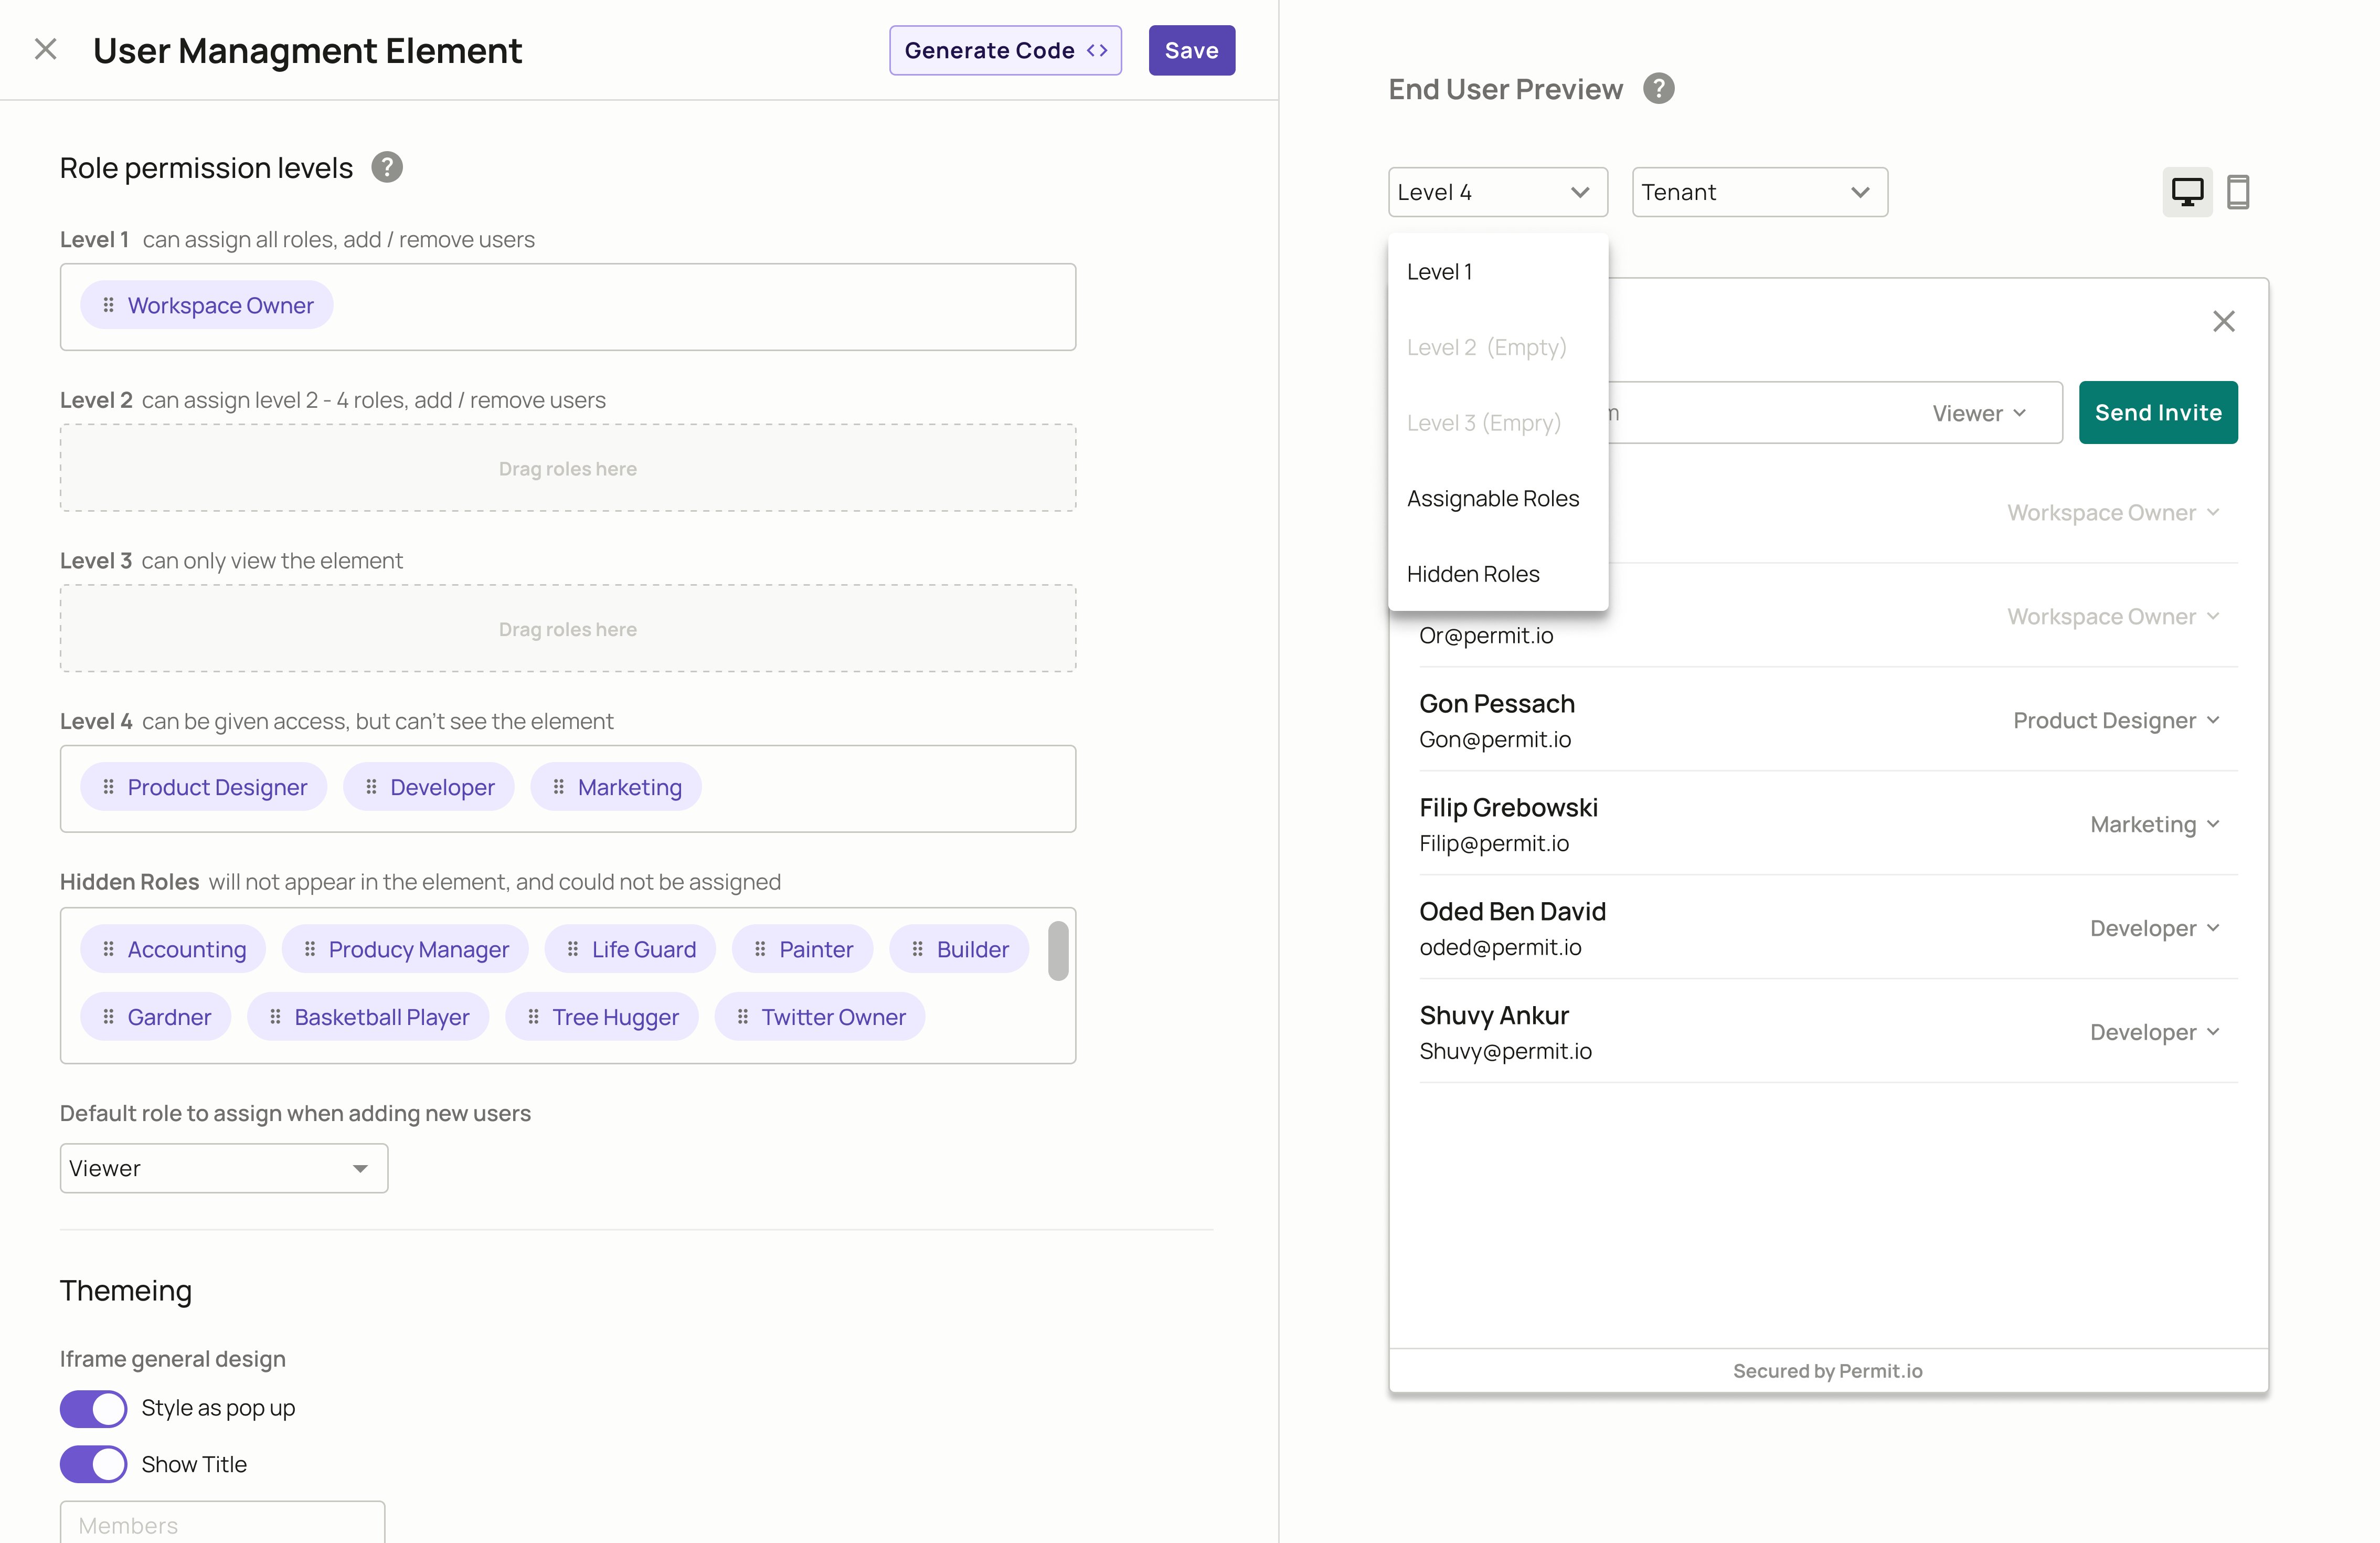 User Managment Element
Generate Code <>
Save
Role permission levels ?
Level 1 can assign all roles, add / remove users
Workspace Owner
Level 2 can assign level 2 - 4 roles, add / remove users
Drag roles here
Level 3 can only view the element
Drag roles here
Level 4 can be given access, but can't see the element
Product Designer
Developer
Marketing
Hidden Roles will not appear in the element, and could not be assigned
Accounting
Producy Manager
Life Guard
Painter
Builder
Gardner
Basketball Player
Tree Hugger
Twitter Owner
Default role to assign when adding new users
Viewer
Themeing
Iframe general design
Style as pop up
Show Title
Members
End User Preview ?
Level 4
Tenant
Level 1
Level 2 (Empty)
Level 3 (Empry)
Assignable Roles
Hidden Roles
Viewer
Send Invite
Workspace Owner
Workspace Owner
Or@permit.io
Gon Pessach
Gon@permit.io
Product Designer
Filip Grebowski
Filip@permit.io
Marketing
Oded Ben David
oded@permit.io
Developer
Shuvy Ankur
Shuvy@permit.io
Developer
Secured by Permit.io